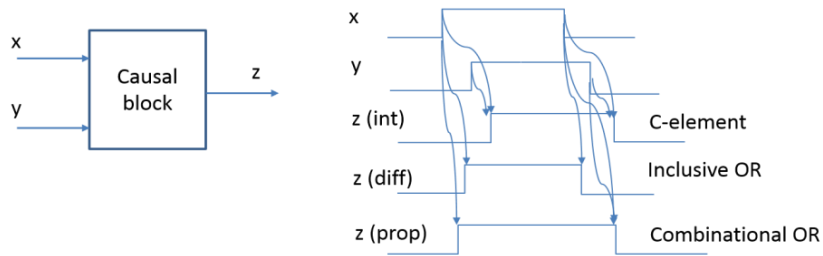 x
y
Causal
block
z
x
y
z (int)
C-element
z (diff)
Inclusive OR
z (prop)
Combinational OR